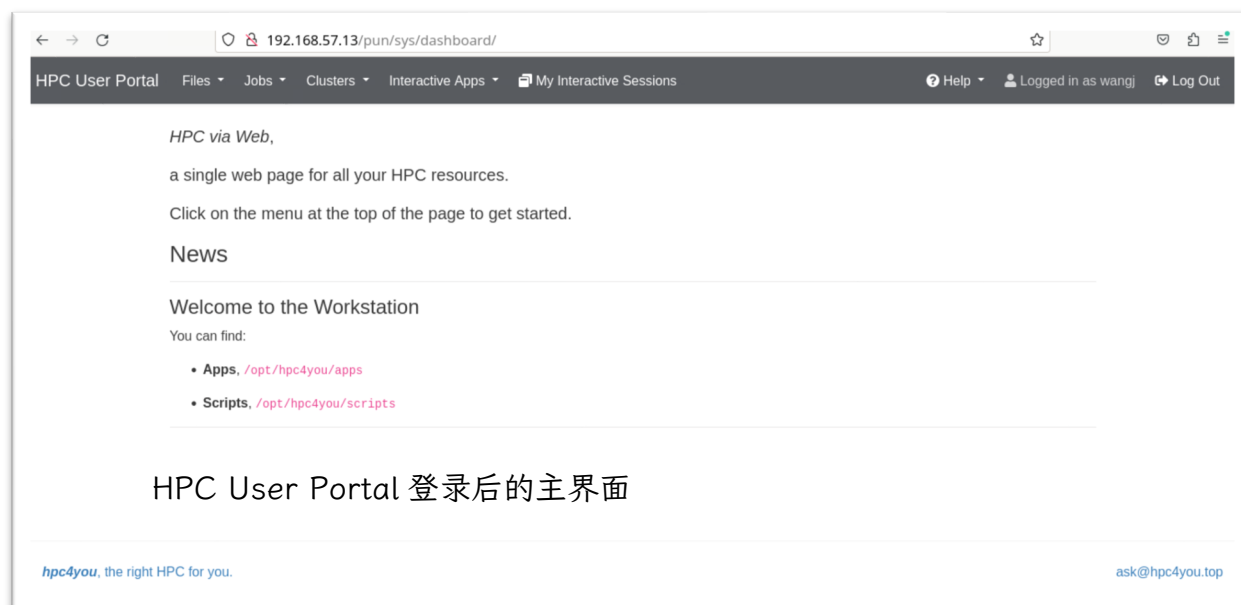 192.168.57.13/pun/sys/dashboard/
HPC User Portal Files Jobs Clusters Interactive Apps My Interactive Sessions Help Logged in as wangj Log Out
HPC via Web,
a single web page for all your HPC resources.
Click on the menu at the top of the page to get started.
News
Welcome to the Workstation
You can find:
• Apps, /opt/hpc4you/apps
• Scripts, /opt/hpc4you/scripts
HPC User Portal 登录后的主界面
hpc4you, the right HPC for you. ask@hpc4you.top